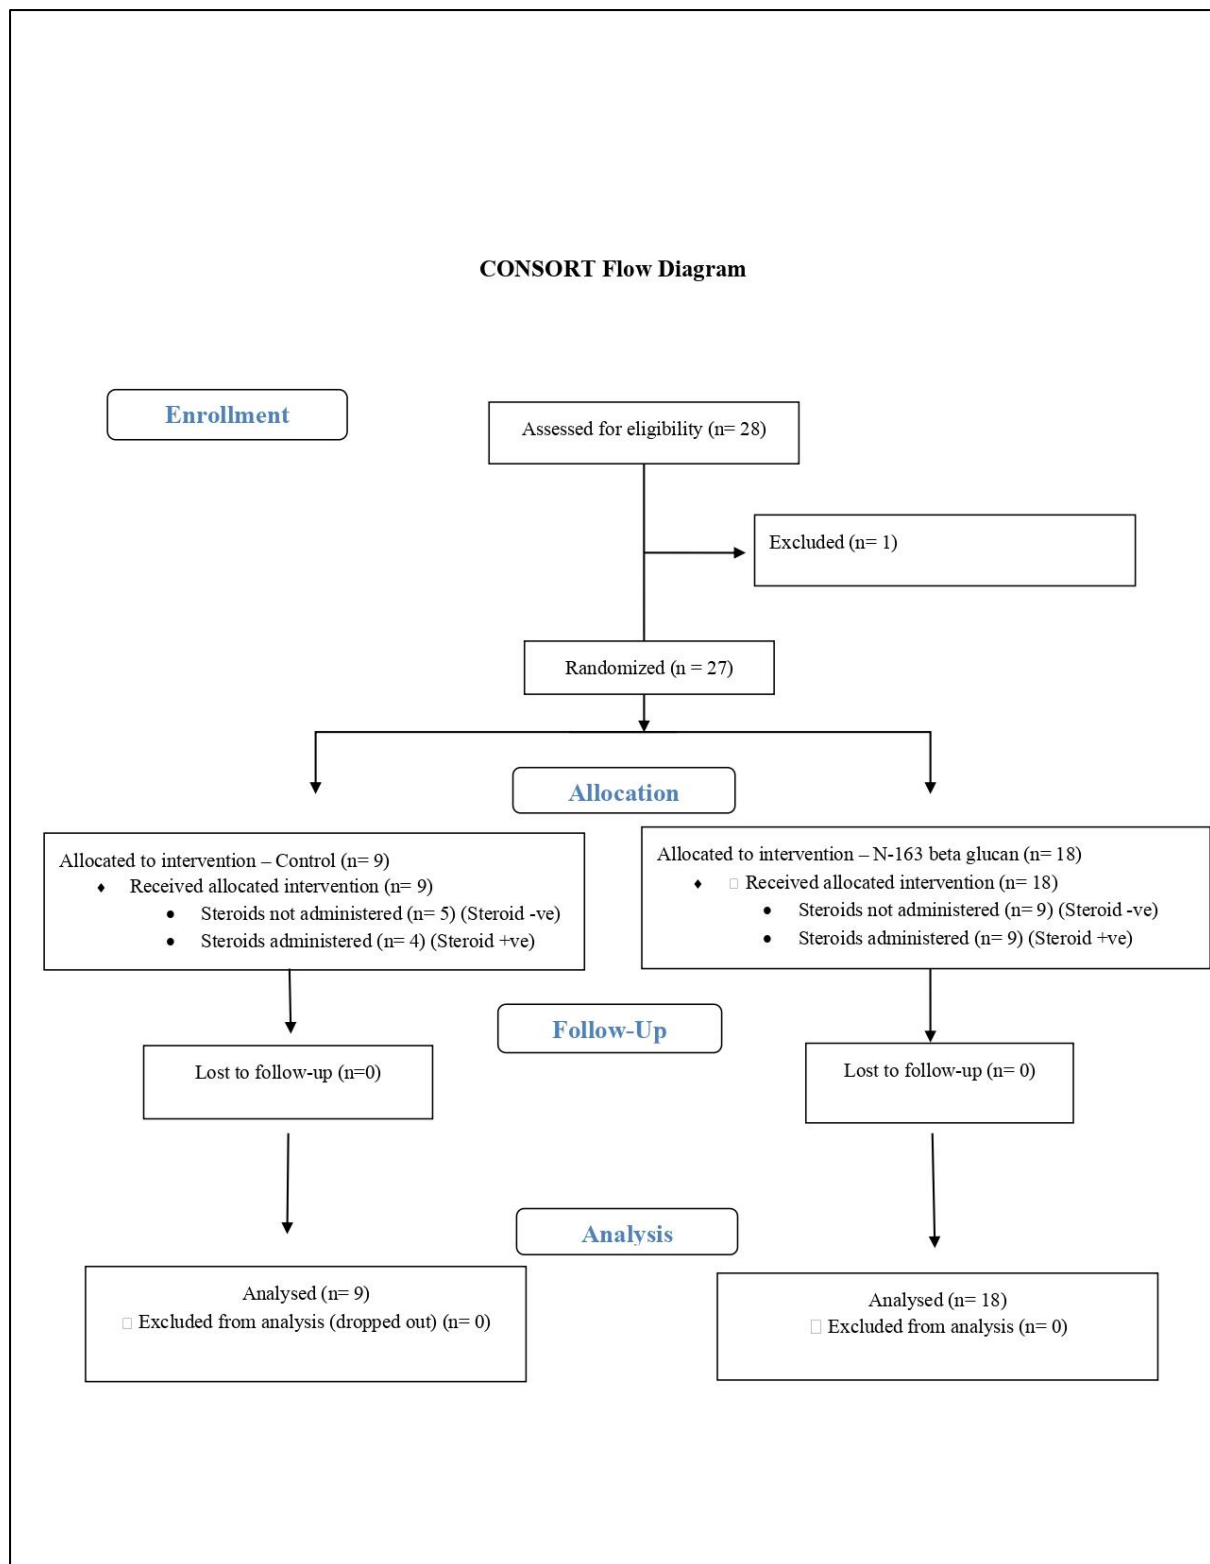 CONSORT Flow Diagram
Enrollment
Assessed for eligibility (n= 28)
Excluded (n= 1)
Randomized (n = 27)
Allocation
Allocated to intervention – Control (n= 9)
♦ Received allocated intervention (n= 9)
● Steroids not administered (n= 5) (Steroid -ve)
● Steroids administered (n= 4) (Steroid +ve)
Allocated to intervention – N-163 beta glucan (n= 18)
♦ □ Received allocated intervention (n= 18)
● Steroids not administered (n= 9) (Steroid -ve)
● Steroids administered (n= 9) (Steroid +ve)
Follow-Up
Lost to follow-up (n=0)
Lost to follow-up (n= 0)
Analysis
Analysed (n= 9)
□ Excluded from analysis (dropped out) (n= 0)
Analysed (n= 18)
□ Excluded from analysis (n= 0)